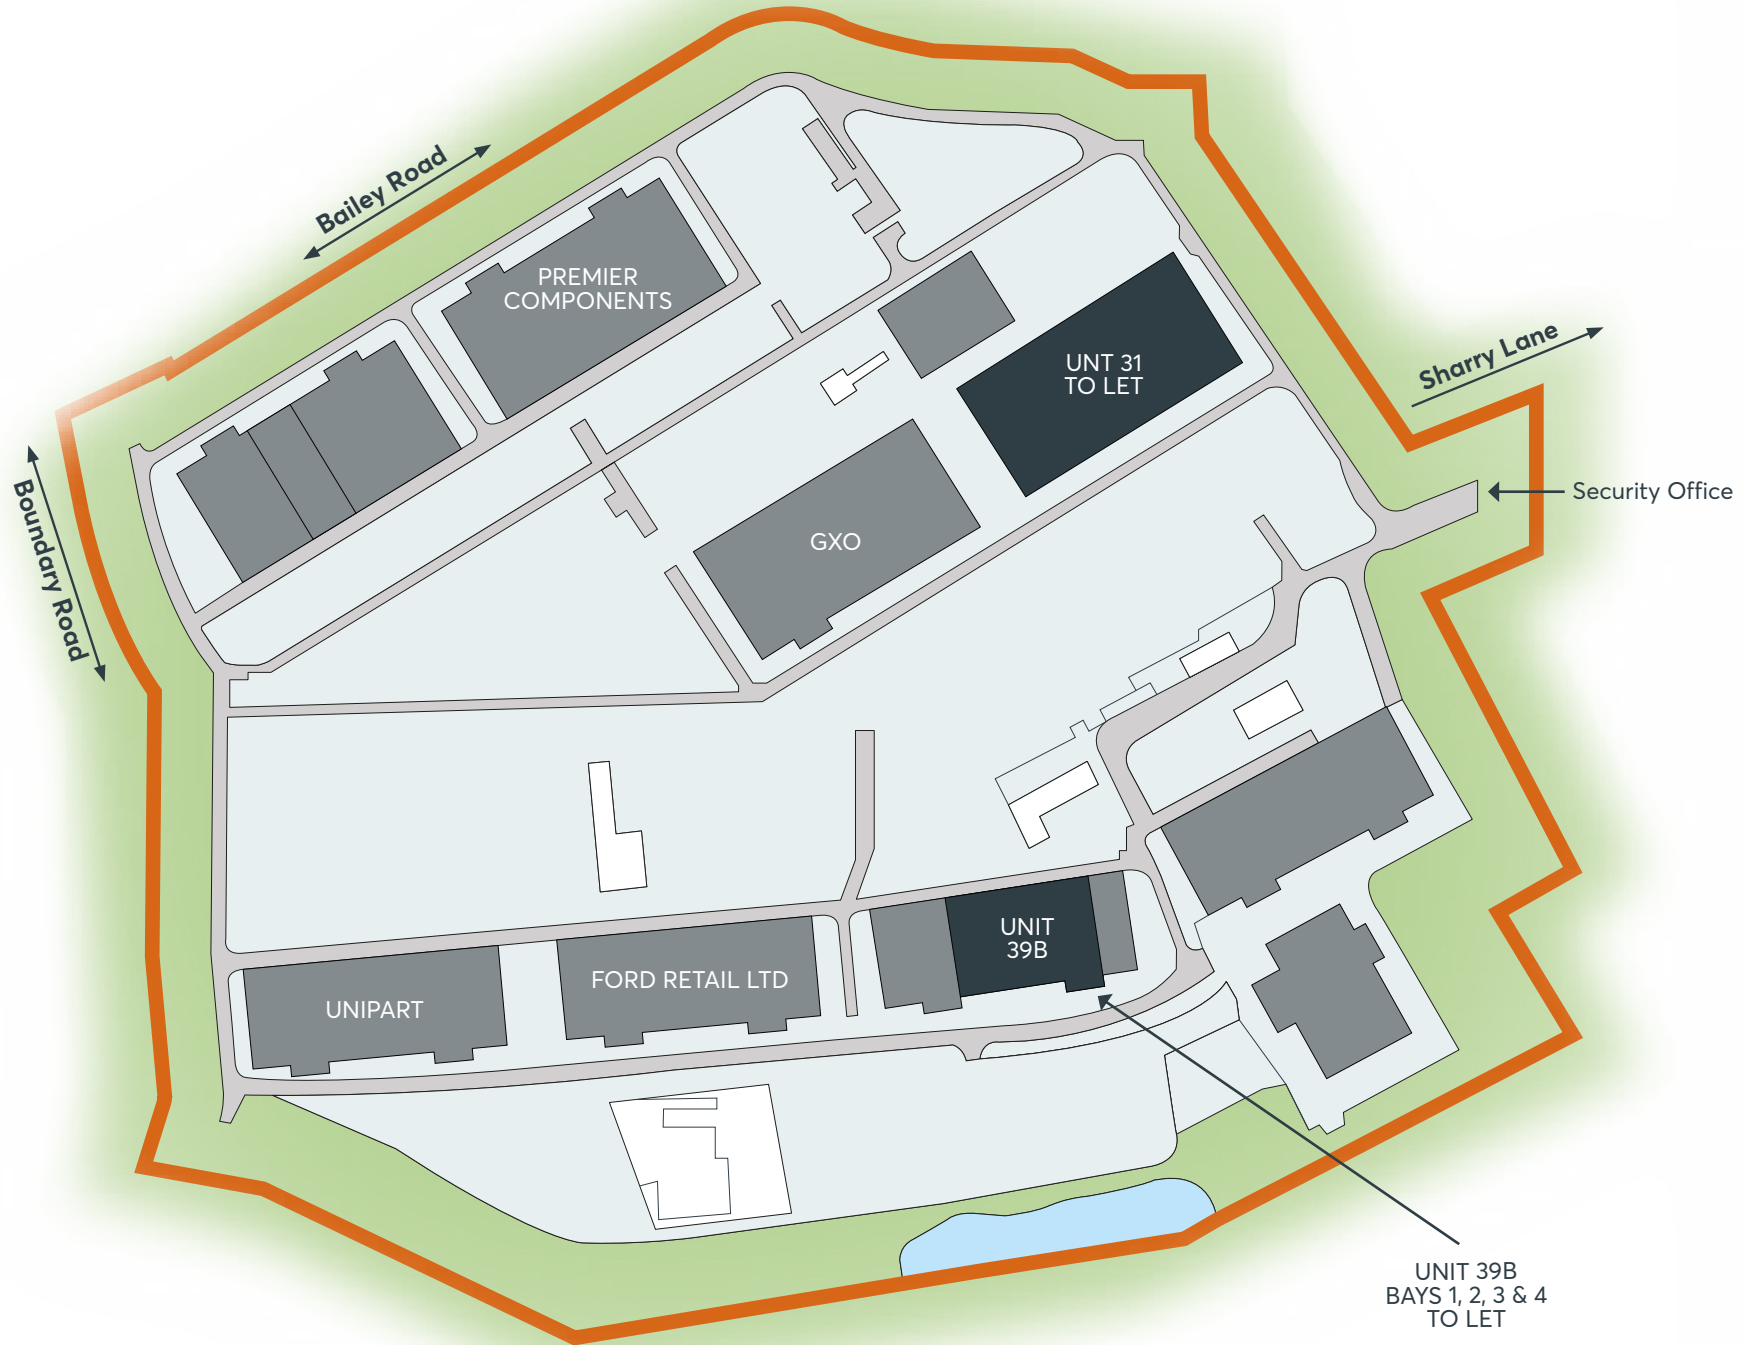 Bailey Road
PREMIER
COMPONENTS
UNT 31
TO LET
Sharry Lane
Security Office
Boundary Road
GXO
UNIT
39B
FORD RETAIL LTD
UNIPART
UNIT 39B
BAYS 1, 2, 3 & 4
TO LET